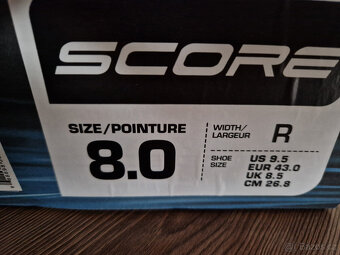 SCORE
SIZE/POINTURE
8.0
WIDTH/
LARGEUR
R
SHOE
SIZE
US 9.5
EUR 43.0
UK 8.5
CM 26.8